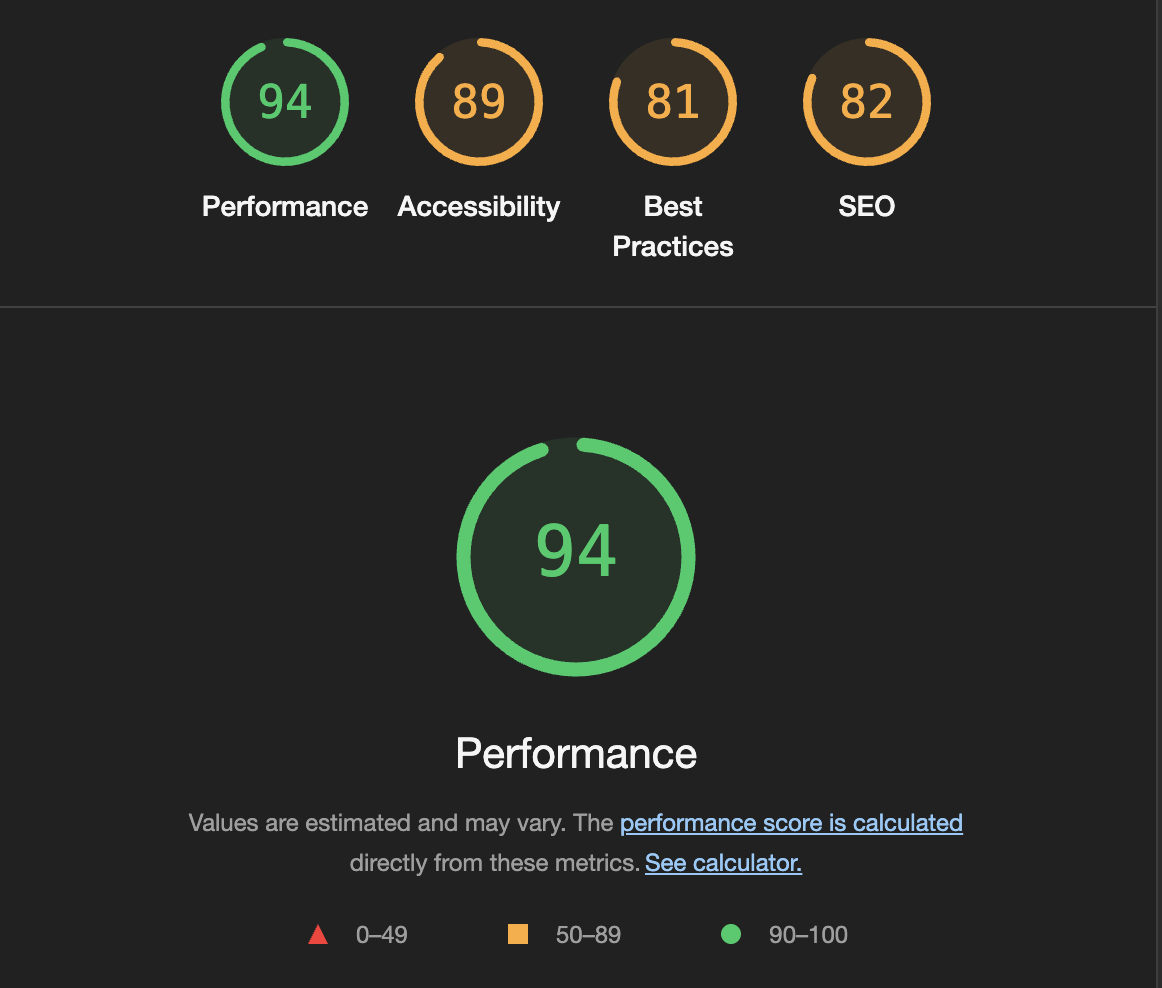 94
89
81
82
Performance
Accessibility
Best
Practices
SEO
94
Performance
Values are estimated and may vary. The performance score is calculated
directly from these metrics. See calculator.
0–49
50–89
90–100